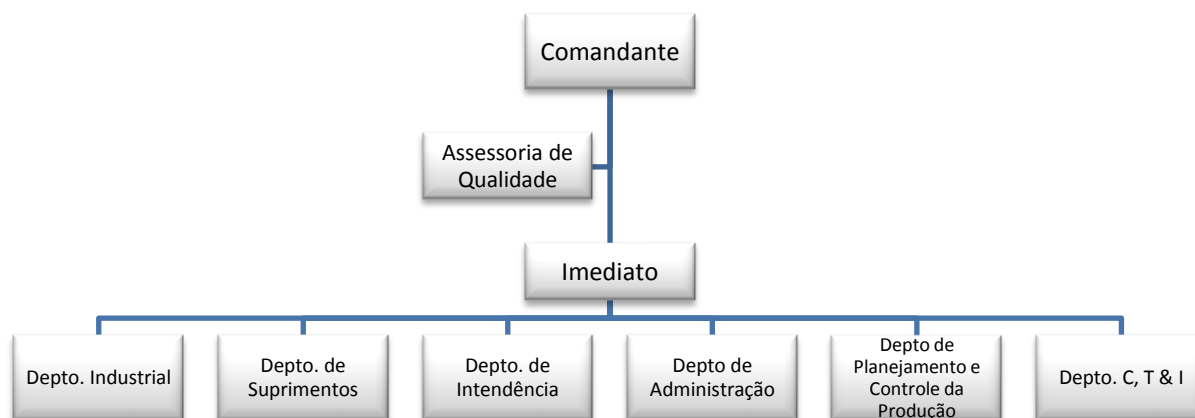 Comandante
Assessoria de
Qualidade
Imediato
Depto. Industrial
Depto. de
Suprimentos
Depto. de
Intendência
Depto de
Administração
Depto de
Planejamento e
Controle da
Produção
Depto. C, T & I